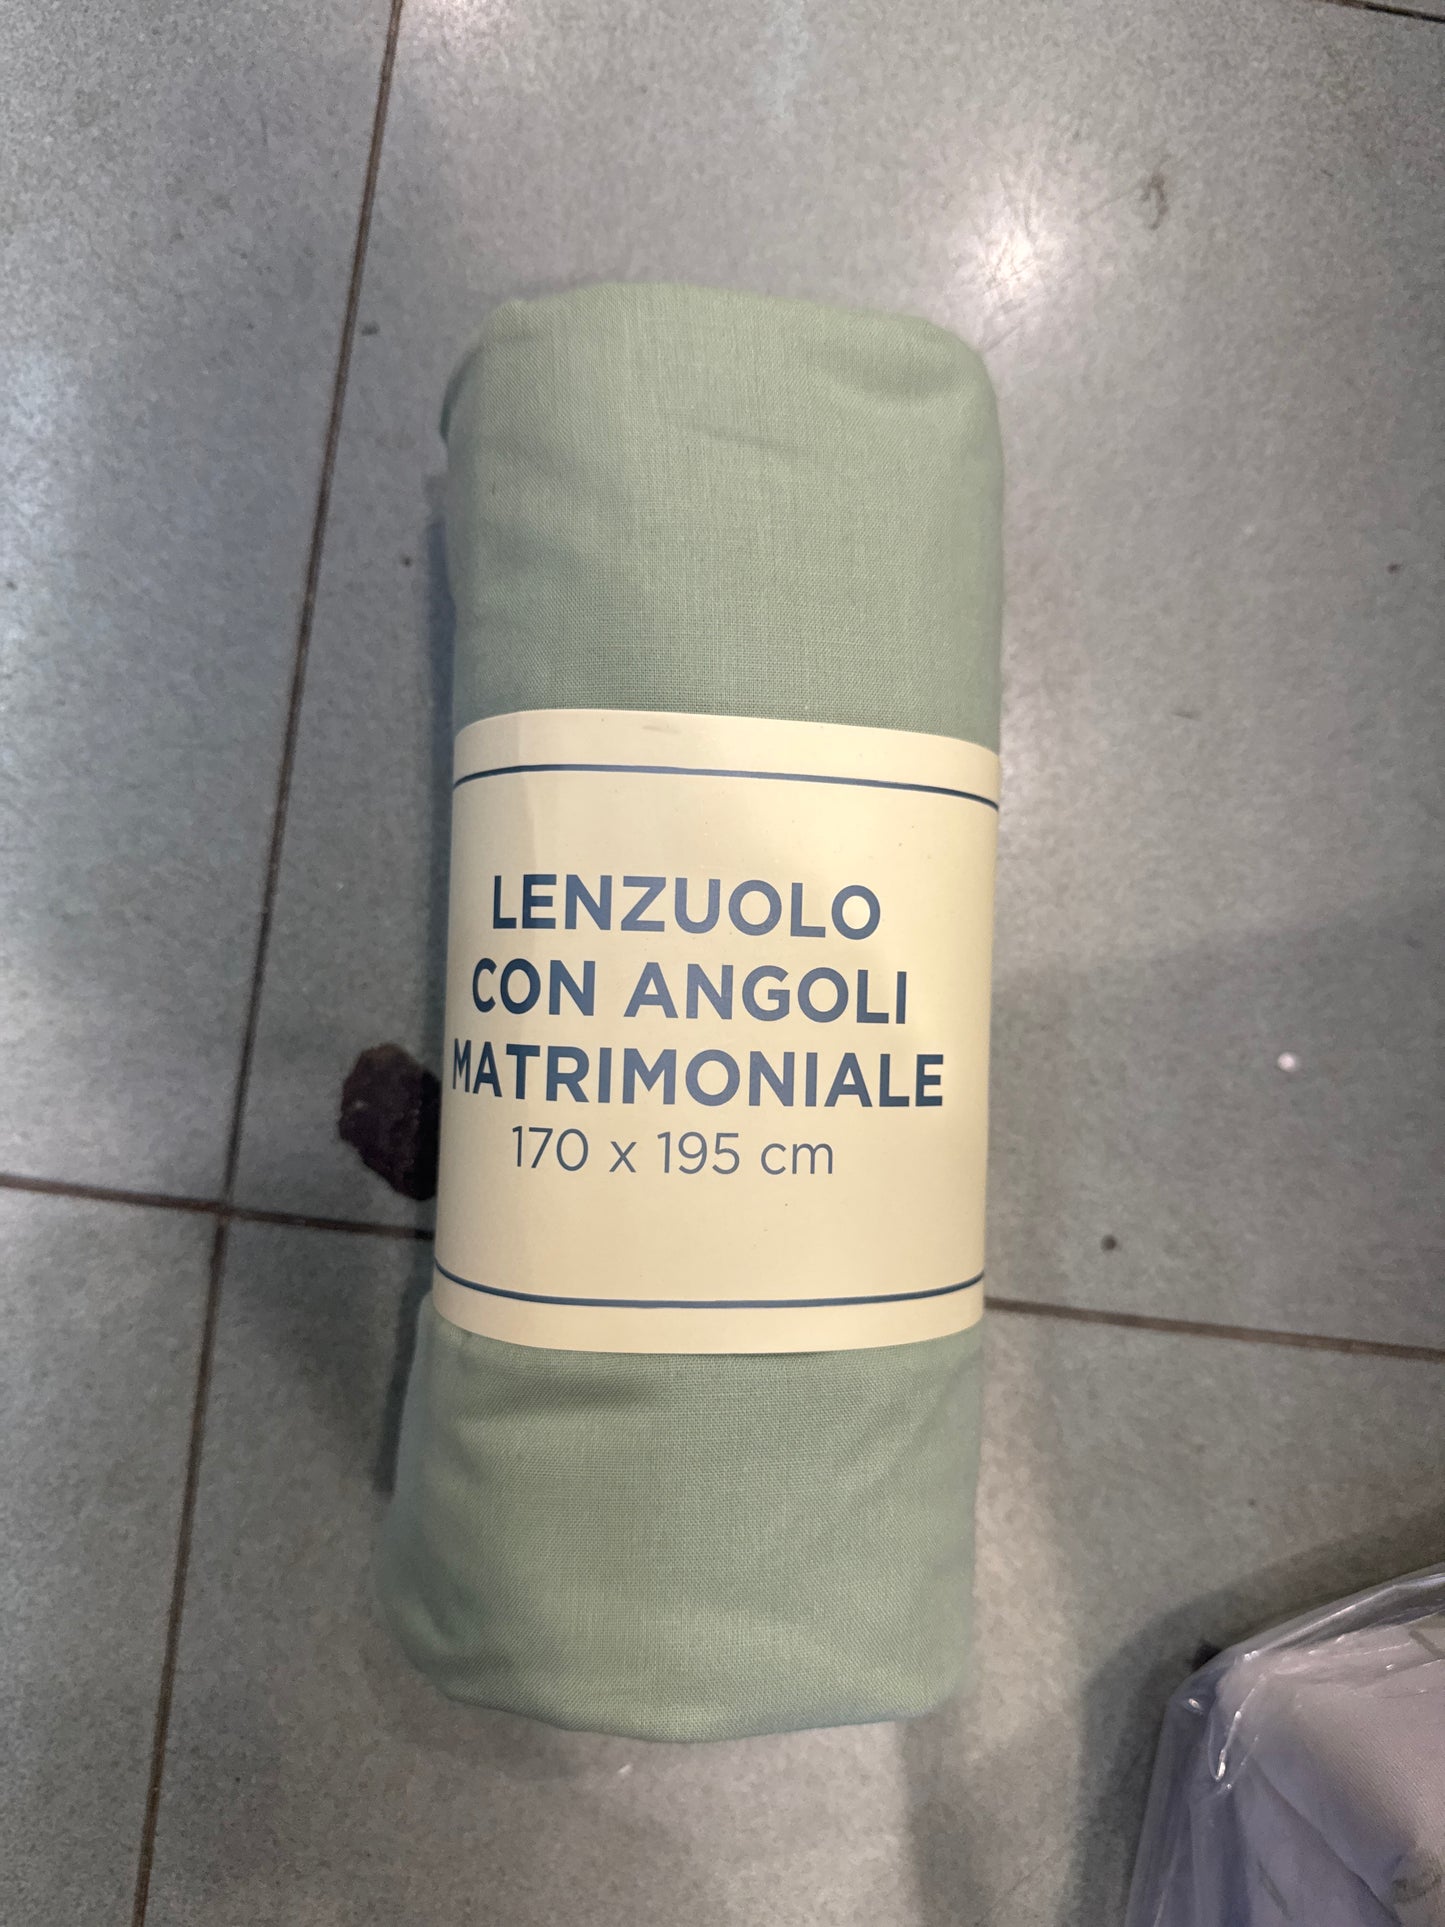 LENZUOLO
CON ANGOLI
MATRIMONIALE
170 x 195 cm